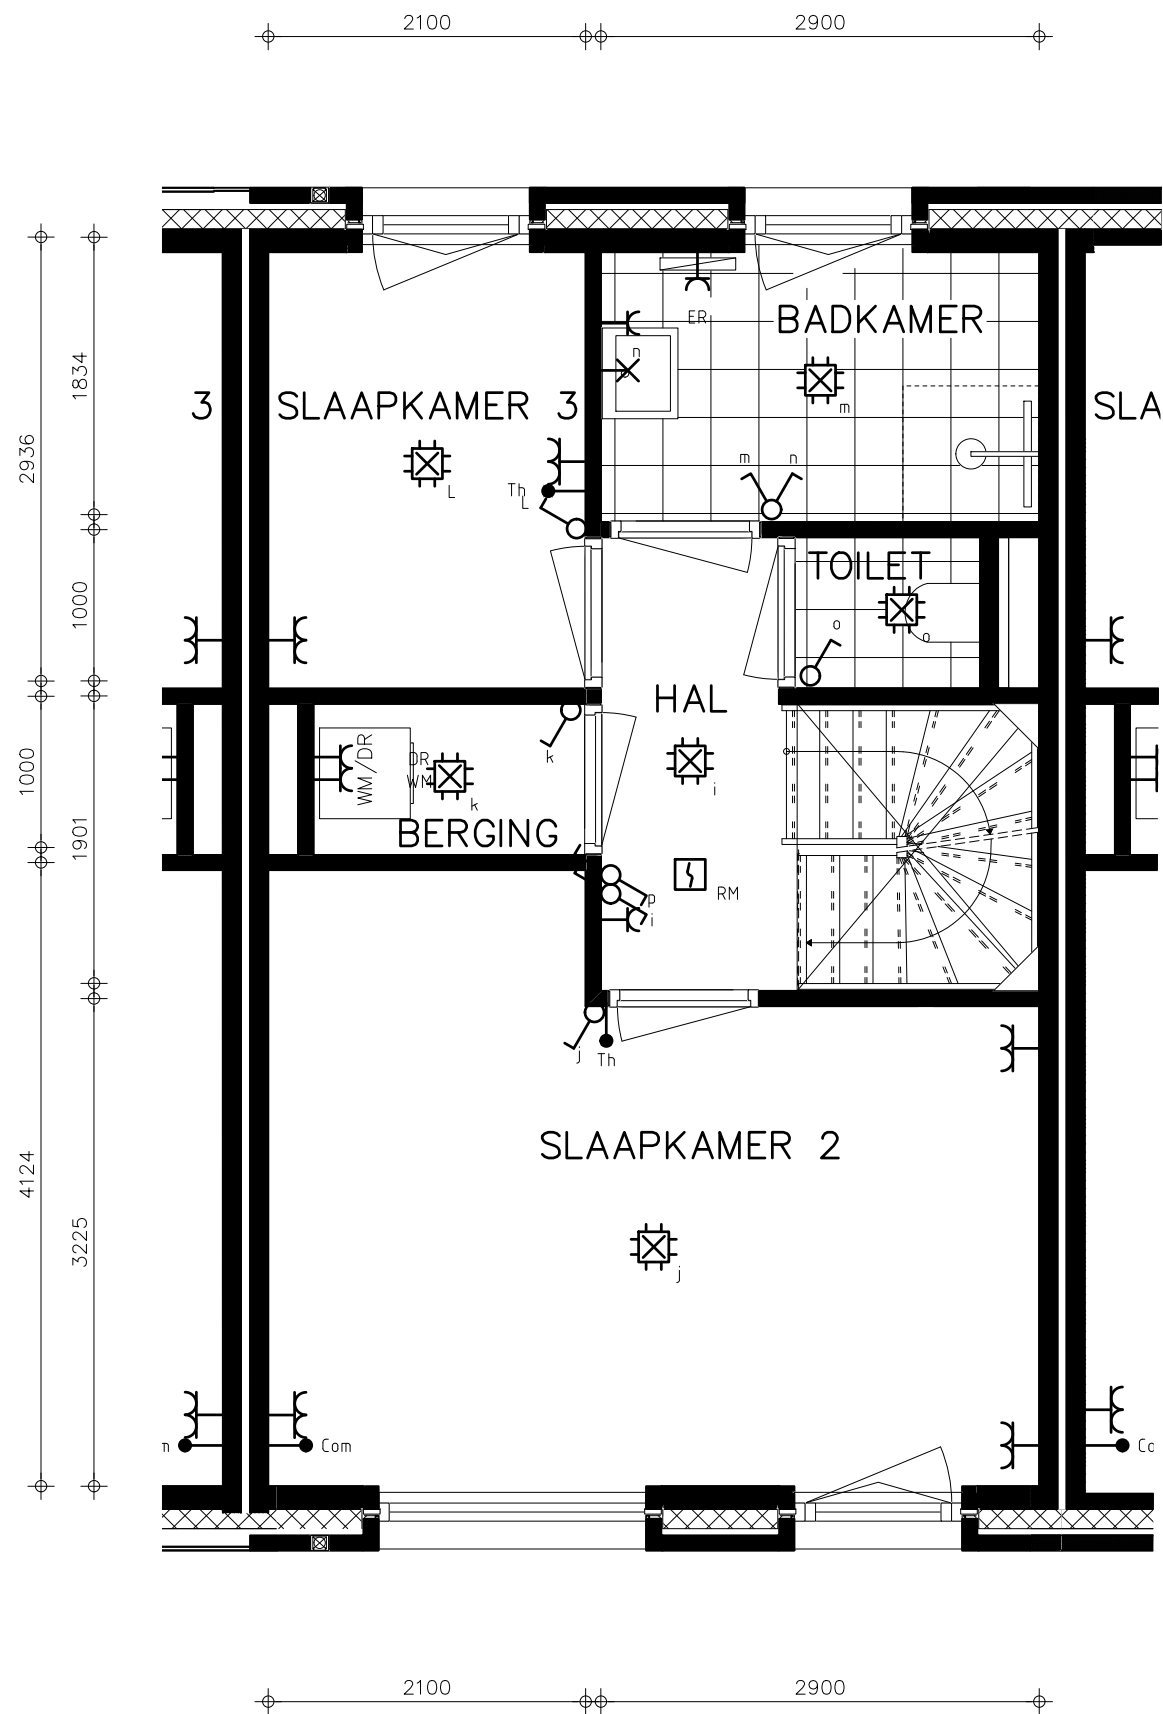 2100
2900
BADKAMER
ER
n
1834
3
SLAAPKAMER 3
SLA
m
2936
m
n
L
Th
L
TOILET
1000
o
o
HAL
k
DR
WM/DR
WM
1000
i
k
1901
BERGING
p
RM
i
j
Th
SLAAPKAMER 2
4124
3225
j
Com
2100
2900